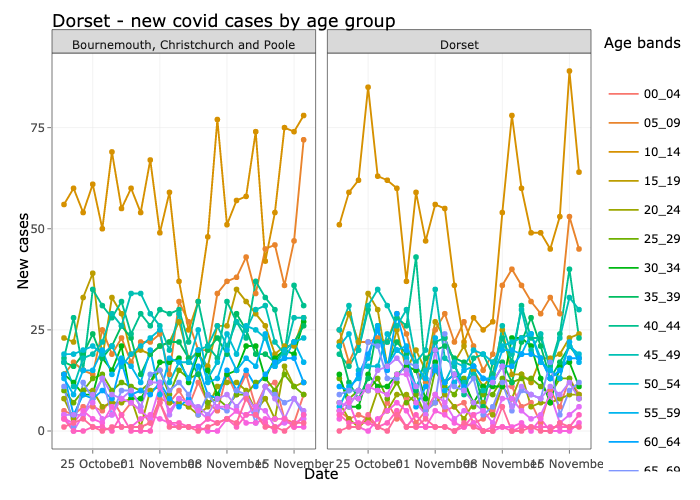 Dorset - new covid cases by age group
Bournemouth, Christchurch and Poole
Dorset
Age bands
00_04
05_09
10_14
15_19
20_24
25_29
30_34
35_39
40_44
45_49
50_54
55_59
60_64
65_69
New cases
75
50
25
0
25 October 01 November 08 November 15 November
25 October 01 November 08 November 15 November
Date